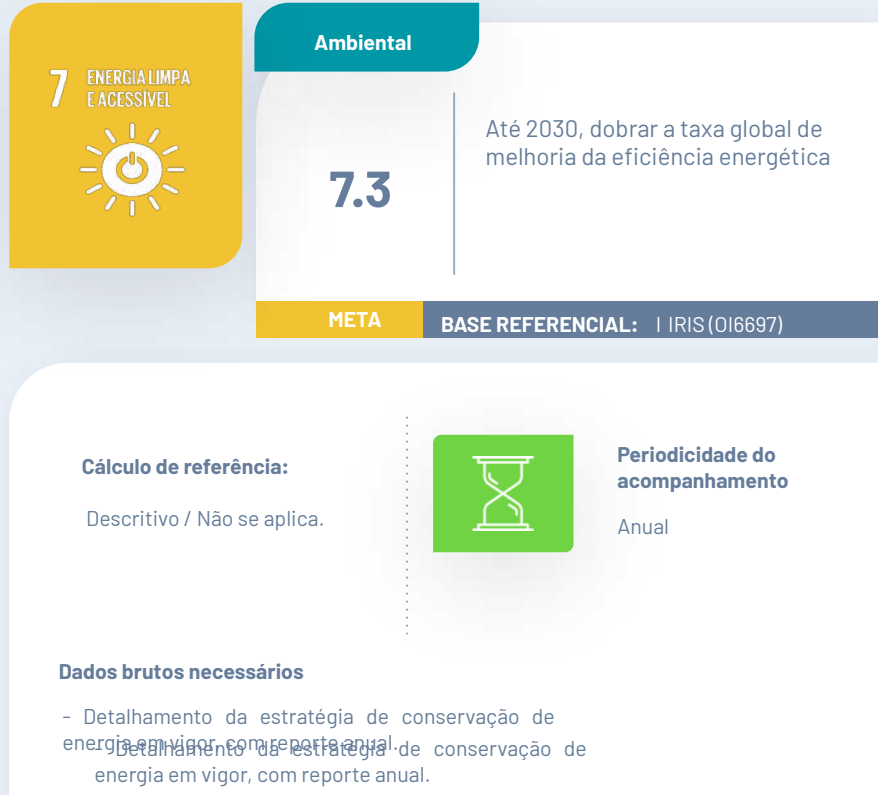 7 ENERGIA LIMPA
E ACESSÍVEL
Ambiental
7.3
Até 2030, dobrar a taxa global de
melhoria da eficiência energética
META
BASE REFERENCIAL: I IRIS (OI6697)
Cálculo de referência:
Descritivo / Não se aplica.
Periodicidade do
acompanhamento
Anual
Dados brutos necessários
- Detalhamento da estratégia de conservação de
energia em vigor, com reporte anual.
- Detalhamento da estratégia de conservação de
energia em vigor, com reporte anual.